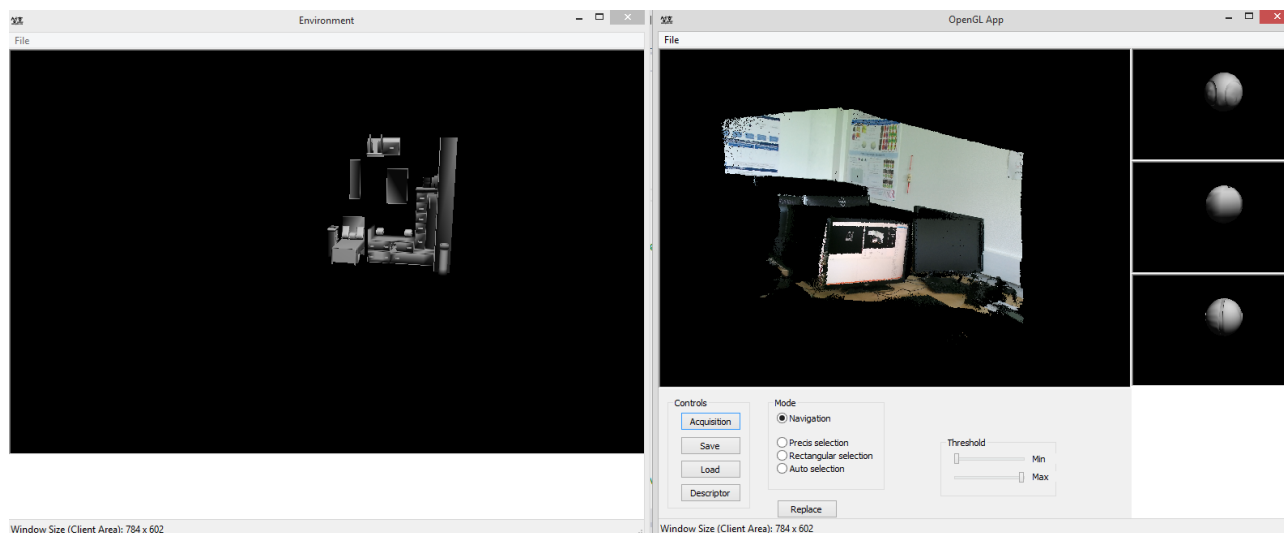 Environment
File
Window Size (Client Area): 784 x 602
OpenGL App
File
Controls
Acquisition
Save
Load
Descriptor
Mode
Navigation
Precis selection
Rectangular selection
Auto selection
Replace
Threshold
Min
Max
Window Size (Client Area): 784 x 602